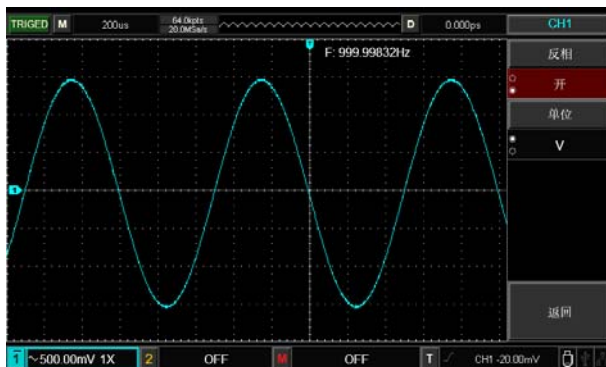 TRIGED M 200us 64.0kpts D 0.000ps CH1
20.0MSa/s
T
F: 999.99832Hz
反相
开
单位
V
1
返回
1 ~500.00mV 1X 2 OFF M OFF T CH1 -20.00mV